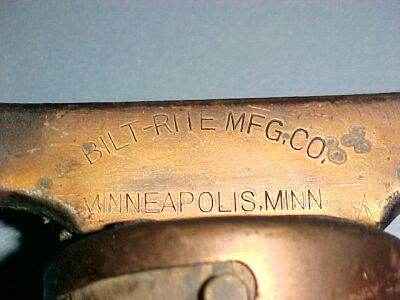 BILT-RITE MFG. CO.
MINNEAPOLIS, MINN